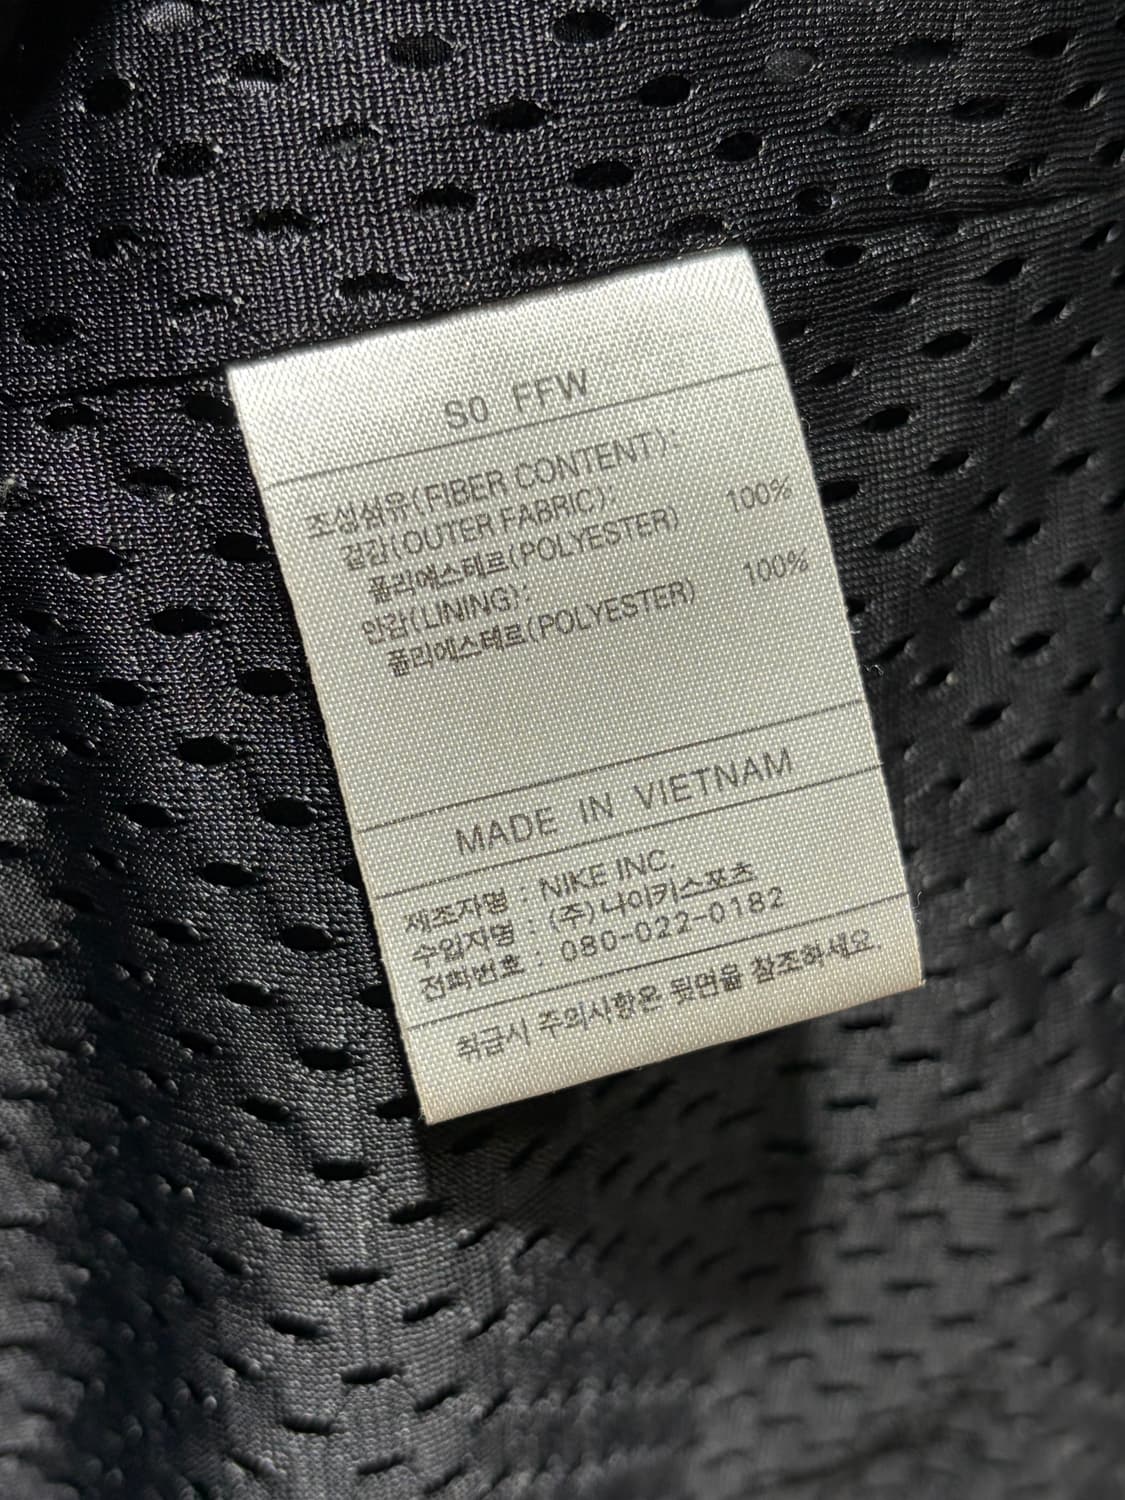 S0 FFW
조성섬유(FIBER CONTENT):
겉감(OUTER FABRIC):
폴리에스테르(POLYESTER) 100%
안감(LINING):
폴리에스테르(POLYESTER) 100%
MADE IN VIETNAM
제조자명 : NIKE INC.
수입자명 : (주)나이키스포츠
전화번호 : 080-022-0182
취급시 주의사항은 뒷면을 참조하세요.